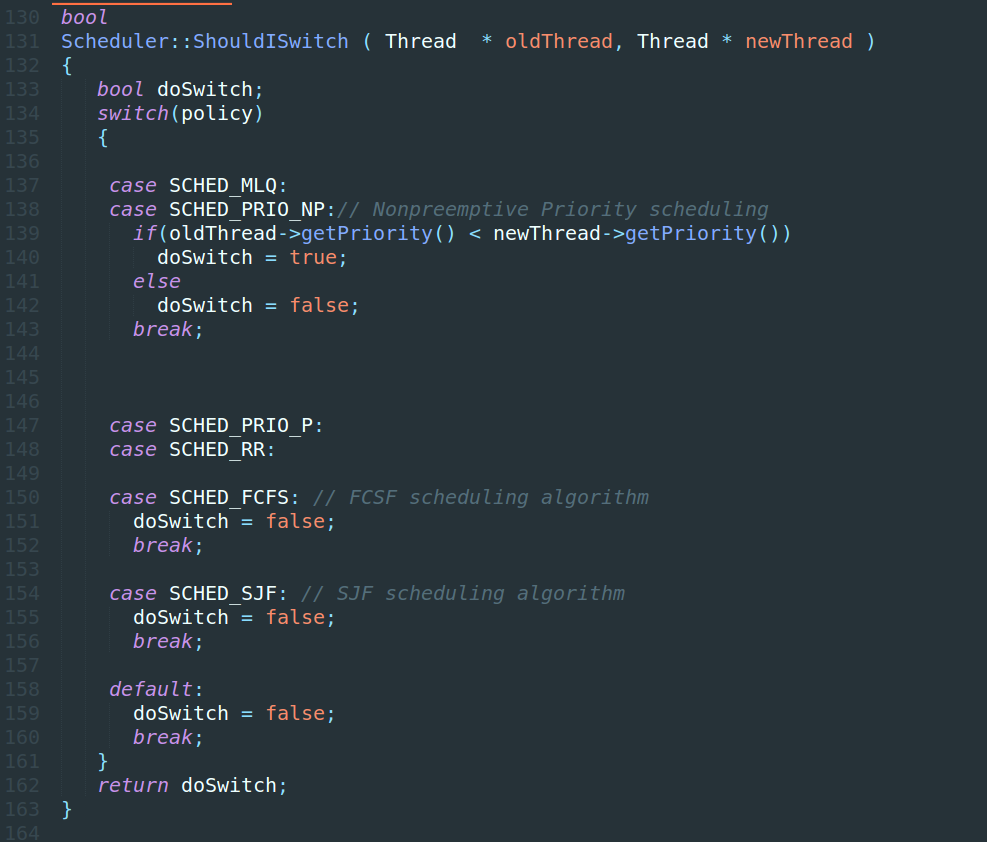 130 bool
131 Scheduler::ShouldISwitch ( Thread  * oldThread, Thread * newThread )
132 {
133    bool doSwitch;
134    switch(policy)
135    {
136
137     case SCHED_MLQ:
138     case SCHED_PRIO_NP:// Nonpreemptive Priority scheduling
139       if(oldThread->getPriority() < newThread->getPriority())
140         doSwitch = true;
141       else
142         doSwitch = false;
143       break;
144
145
146
147     case SCHED_PRIO_P:
148     case SCHED_RR:
149
150     case SCHED_FCFS: // FCSF scheduling algorithm
151       doSwitch = false;
152       break;
153
154     case SCHED_SJF: // SJF scheduling algorithm
155       doSwitch = false;
156       break;
157
158     default:
159       doSwitch = false;
160       break;
161    }
162    return doSwitch;
163 }
164